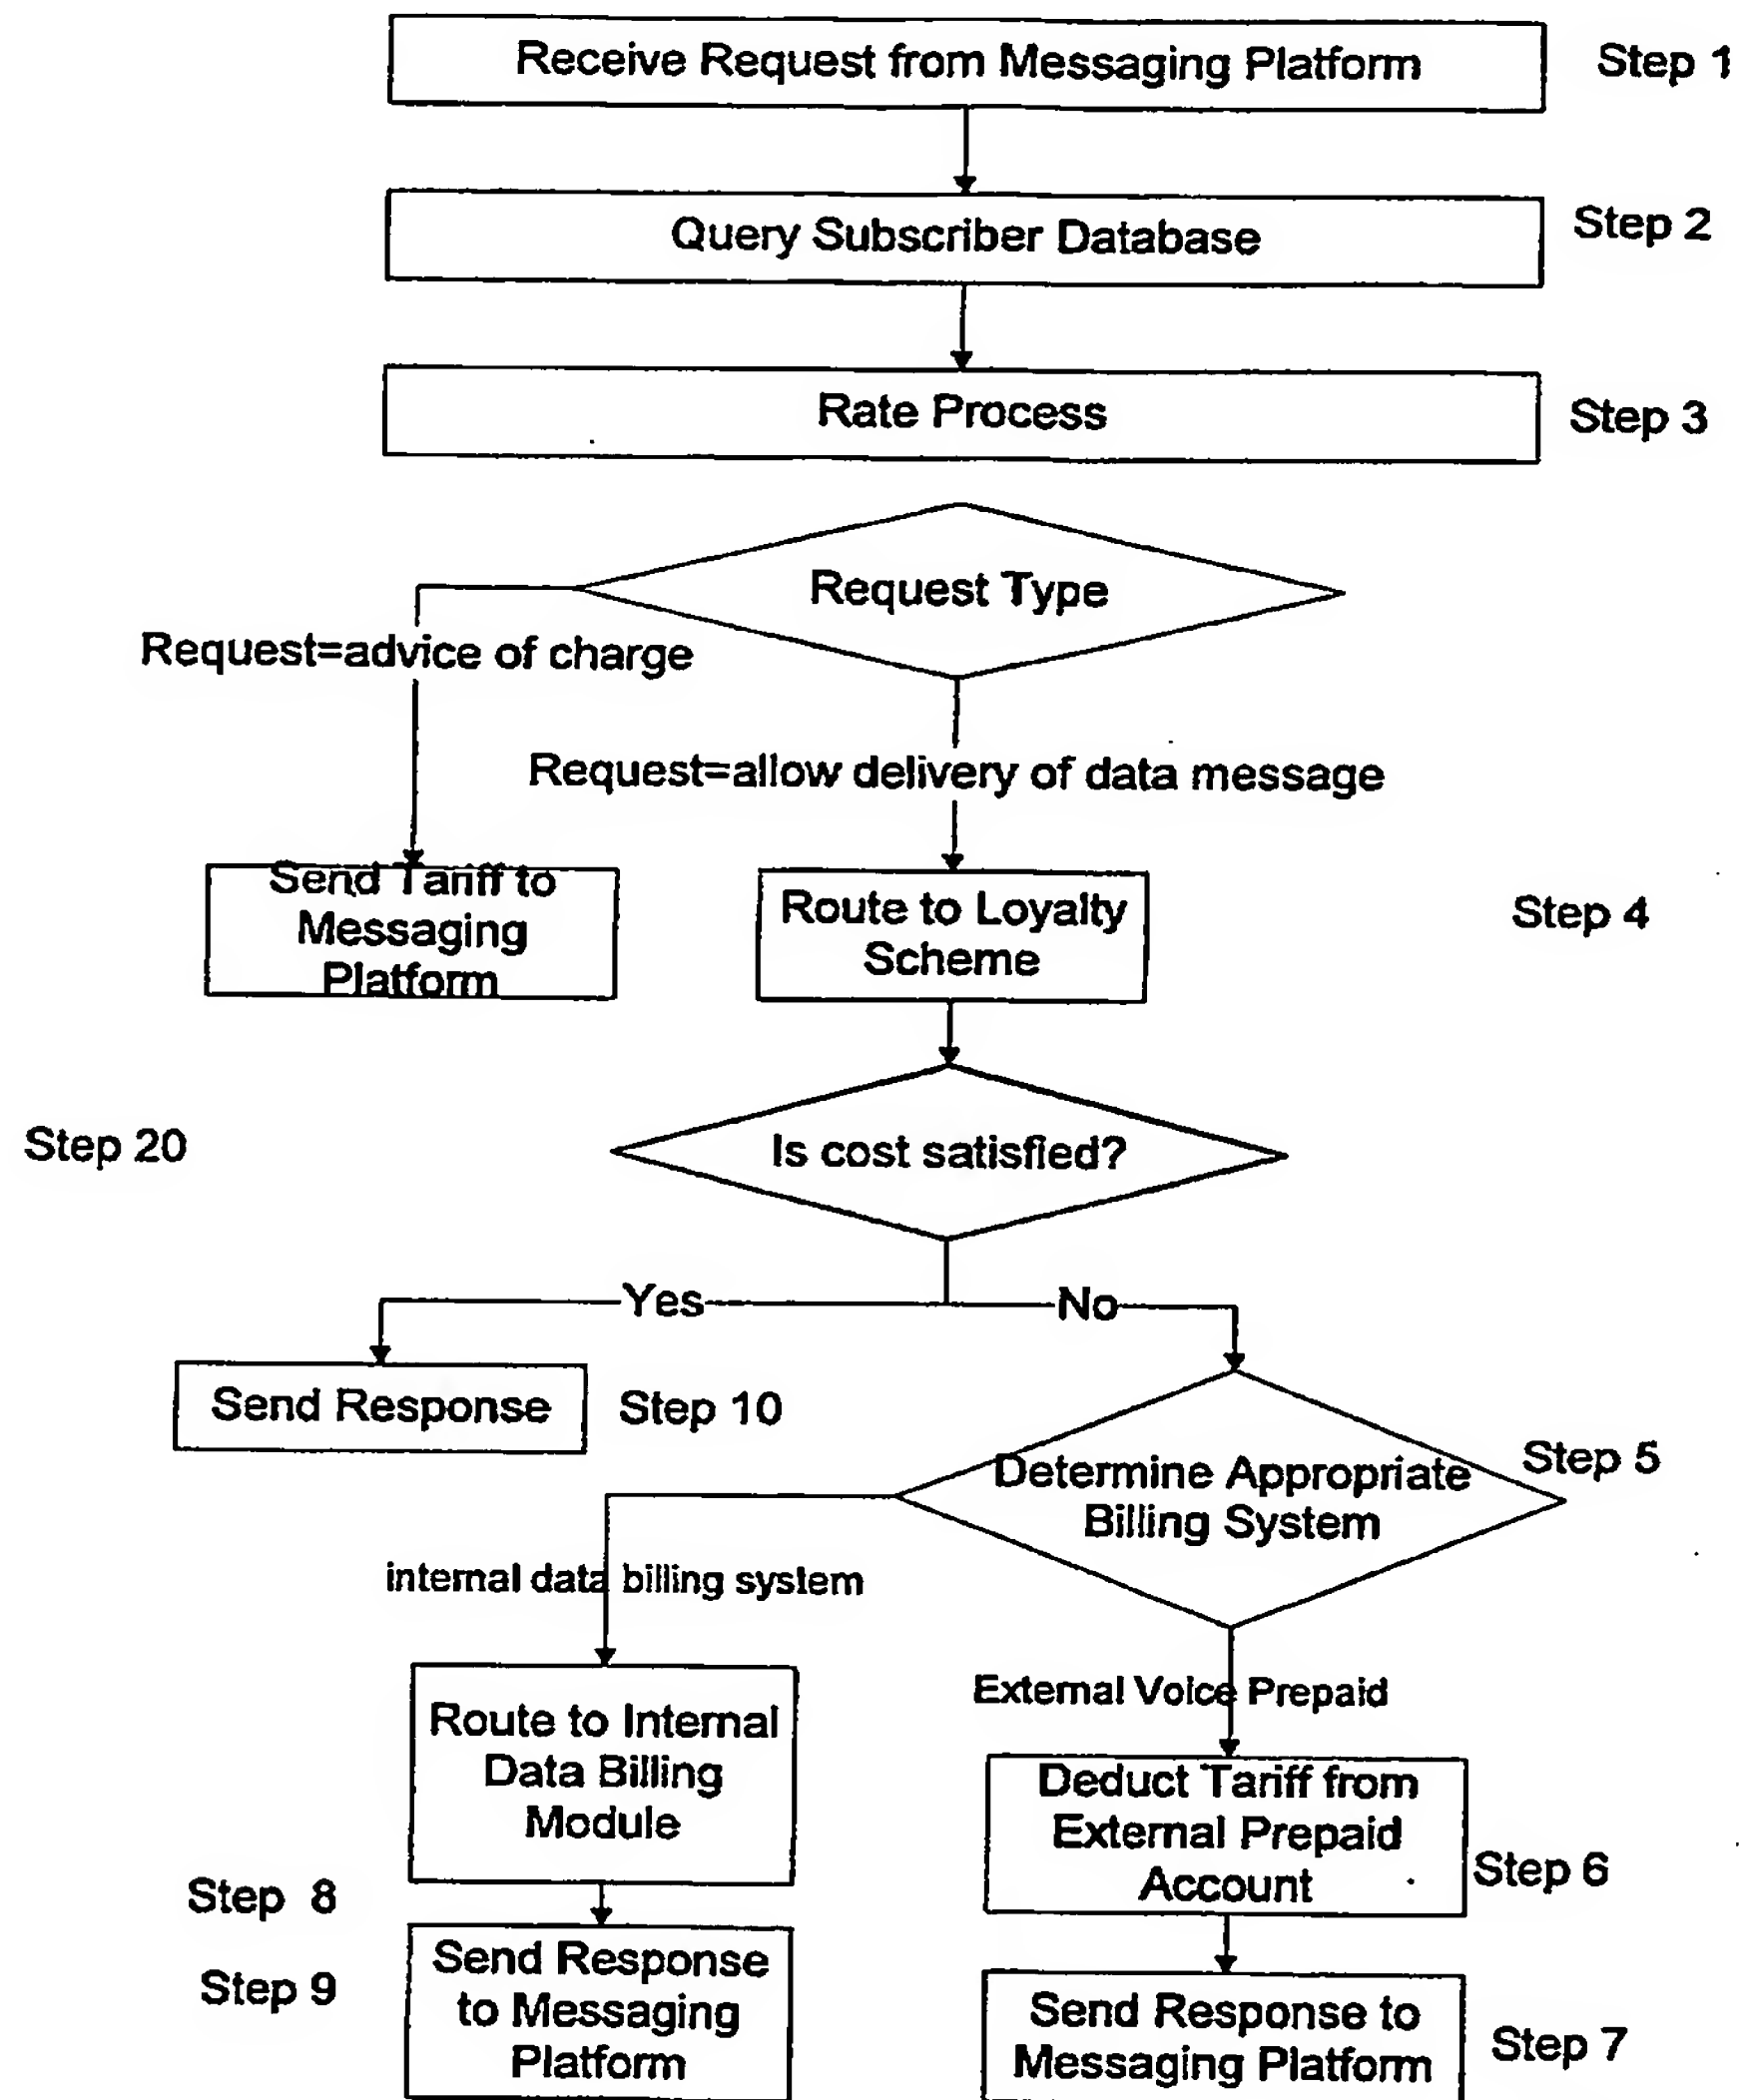 Receive Request from Messaging Platform
Step 1
Query Subscriber Database
Step 2
Rate Process
Step 3
Request Type
Request=advice of charge
Request=allow delivery of data message
Send Tariff to
Messaging
Platform
Route to Loyalty
Scheme
Step 4
Step 20
Is cost satisfied?
Yes
No
Send Response
Step 10
Determine Appropriate
Billing System
Step 5
internal data billing system
External Voice Prepaid
Route to Internal
Data Billing
Module
Step 8
Deduct Tariff from
External Prepaid
Account
Step 6
Send Response
to Messaging
Platform
Step 9
Send Response to
Messaging Platform
Step 7